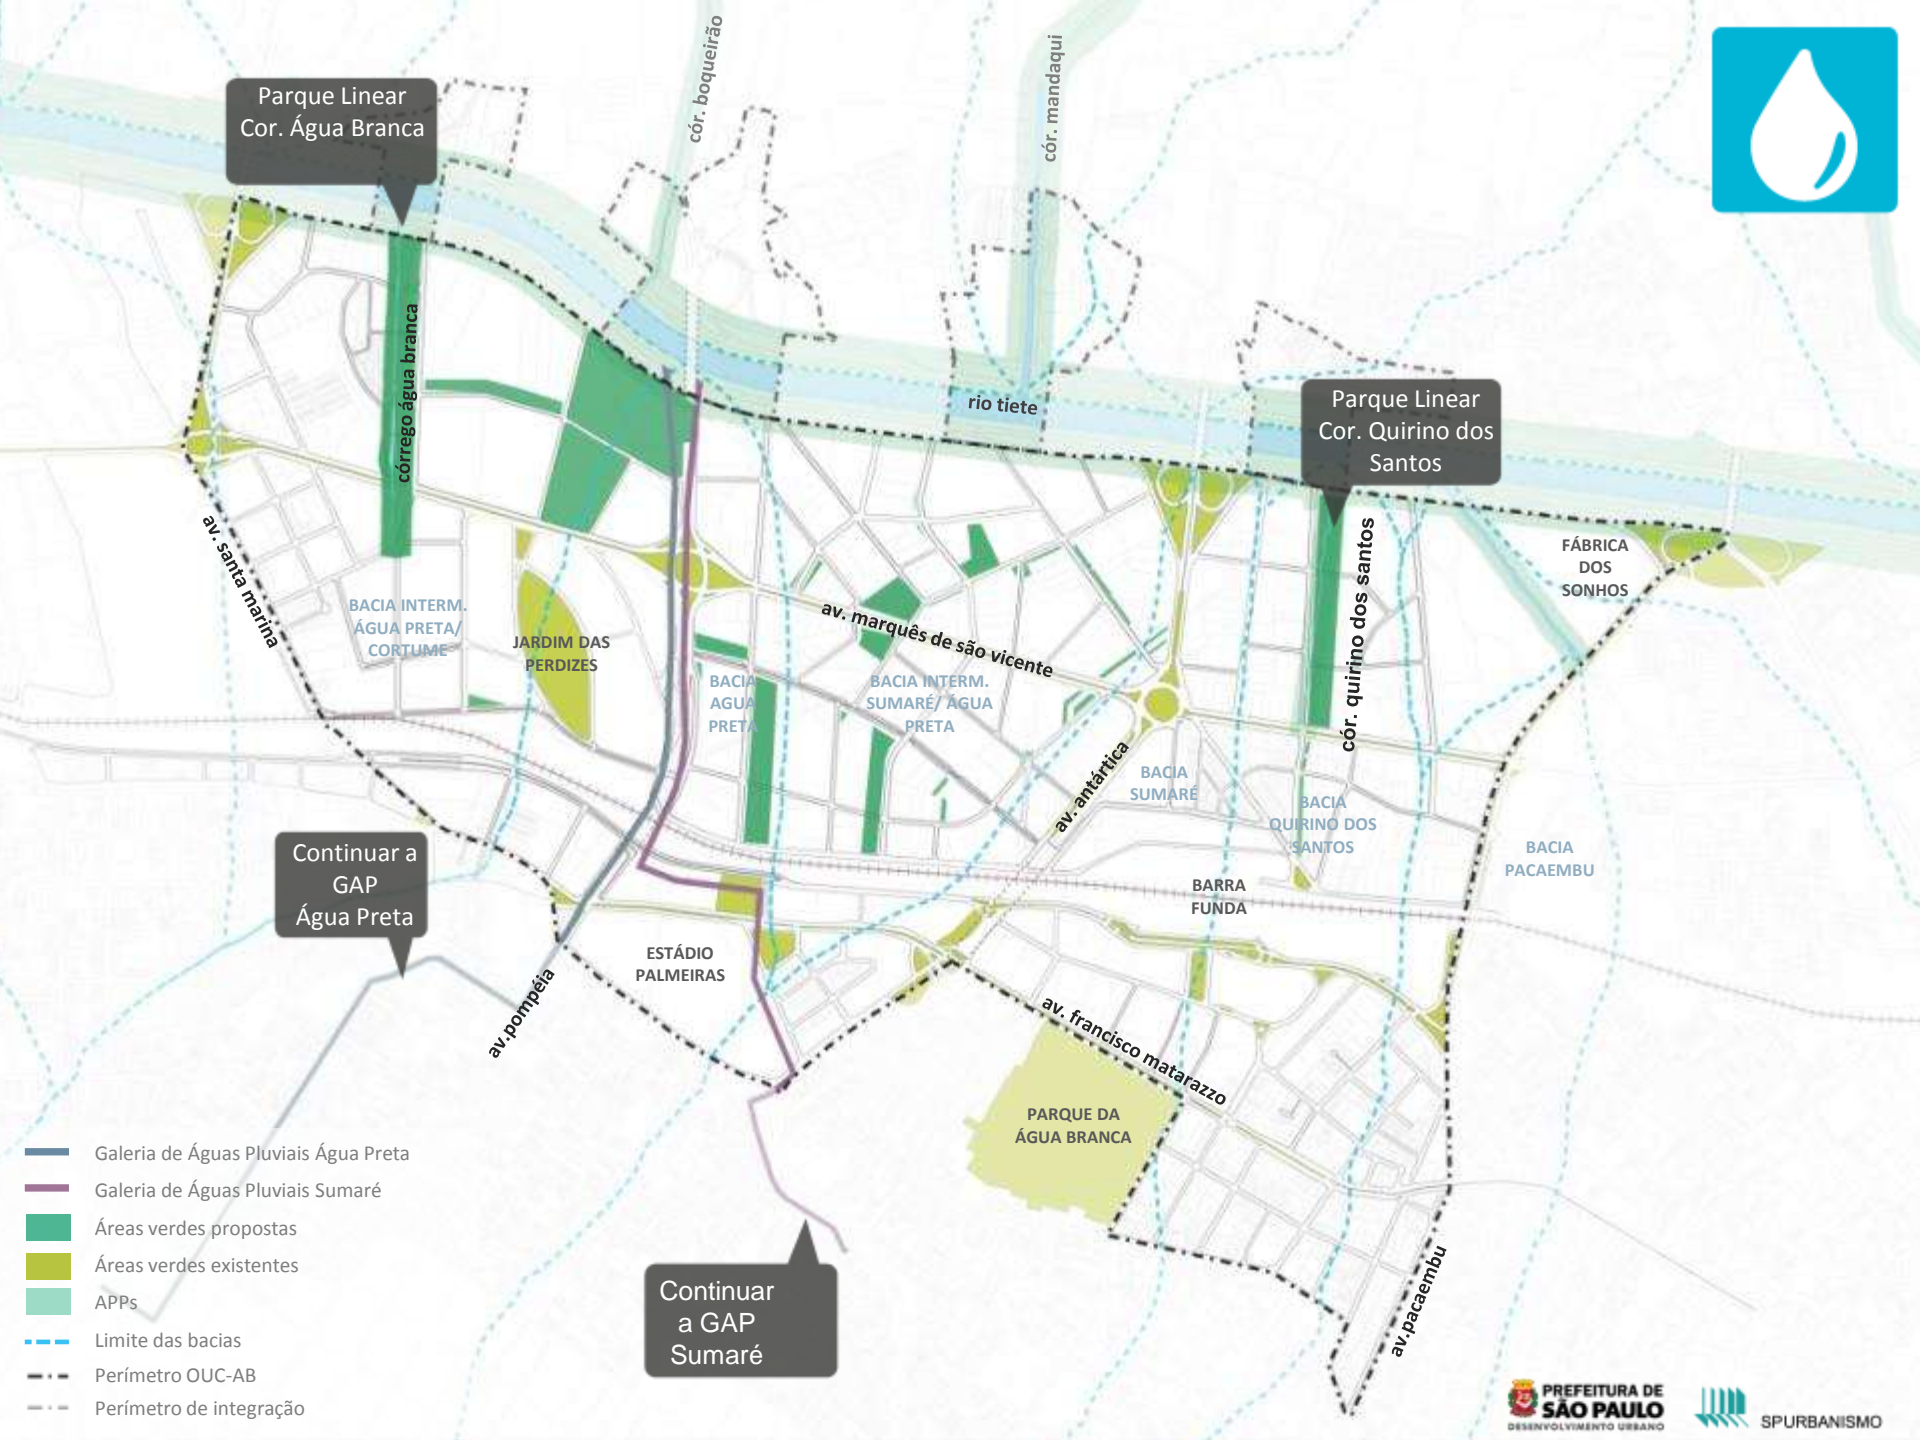 cór. boqueirão
cór. mandaqui
Parque Linear
Cor. Água Branca
córrego água branca
rio tiete
Parque Linear
Cor. Quirino dos
Santos
av. santa marina
cór. quirino dos santos
FÁBRICA
DOS
SONHOS
BACIA INTERM.
ÁGUA PRETA/
CORTUME
JARDIM DAS
PERDIZES
av. marquês de são vicente
BACIA
AGUA
PRETA
BACIA INTERM.
SUMARÉ/ ÁGUA
PRETA
av. antártica
BACIA
SUMARÉ
BACIA
QUIRINO DOS
SANTOS
BACIA
PACAEMBU
Continuar a
GAP
Água Preta
BARRA
FUNDA
ESTÁDIO
PALMEIRAS
av.pompéia
av. francisco matarazzo
PARQUE DA
ÁGUA BRANCA
Continuar
a GAP
Sumaré
av.pacaembu
Galeria de Águas Pluviais Água Preta
Galeria de Águas Pluviais Sumaré
Áreas verdes propostas
Áreas verdes existentes
APPs
Limite das bacias
Perímetro OUC-AB
Perímetro de integração
PREFEITURA DE
SÃO PAULO
DESENVOLVIMENTO URBANO
SPURBANISMO